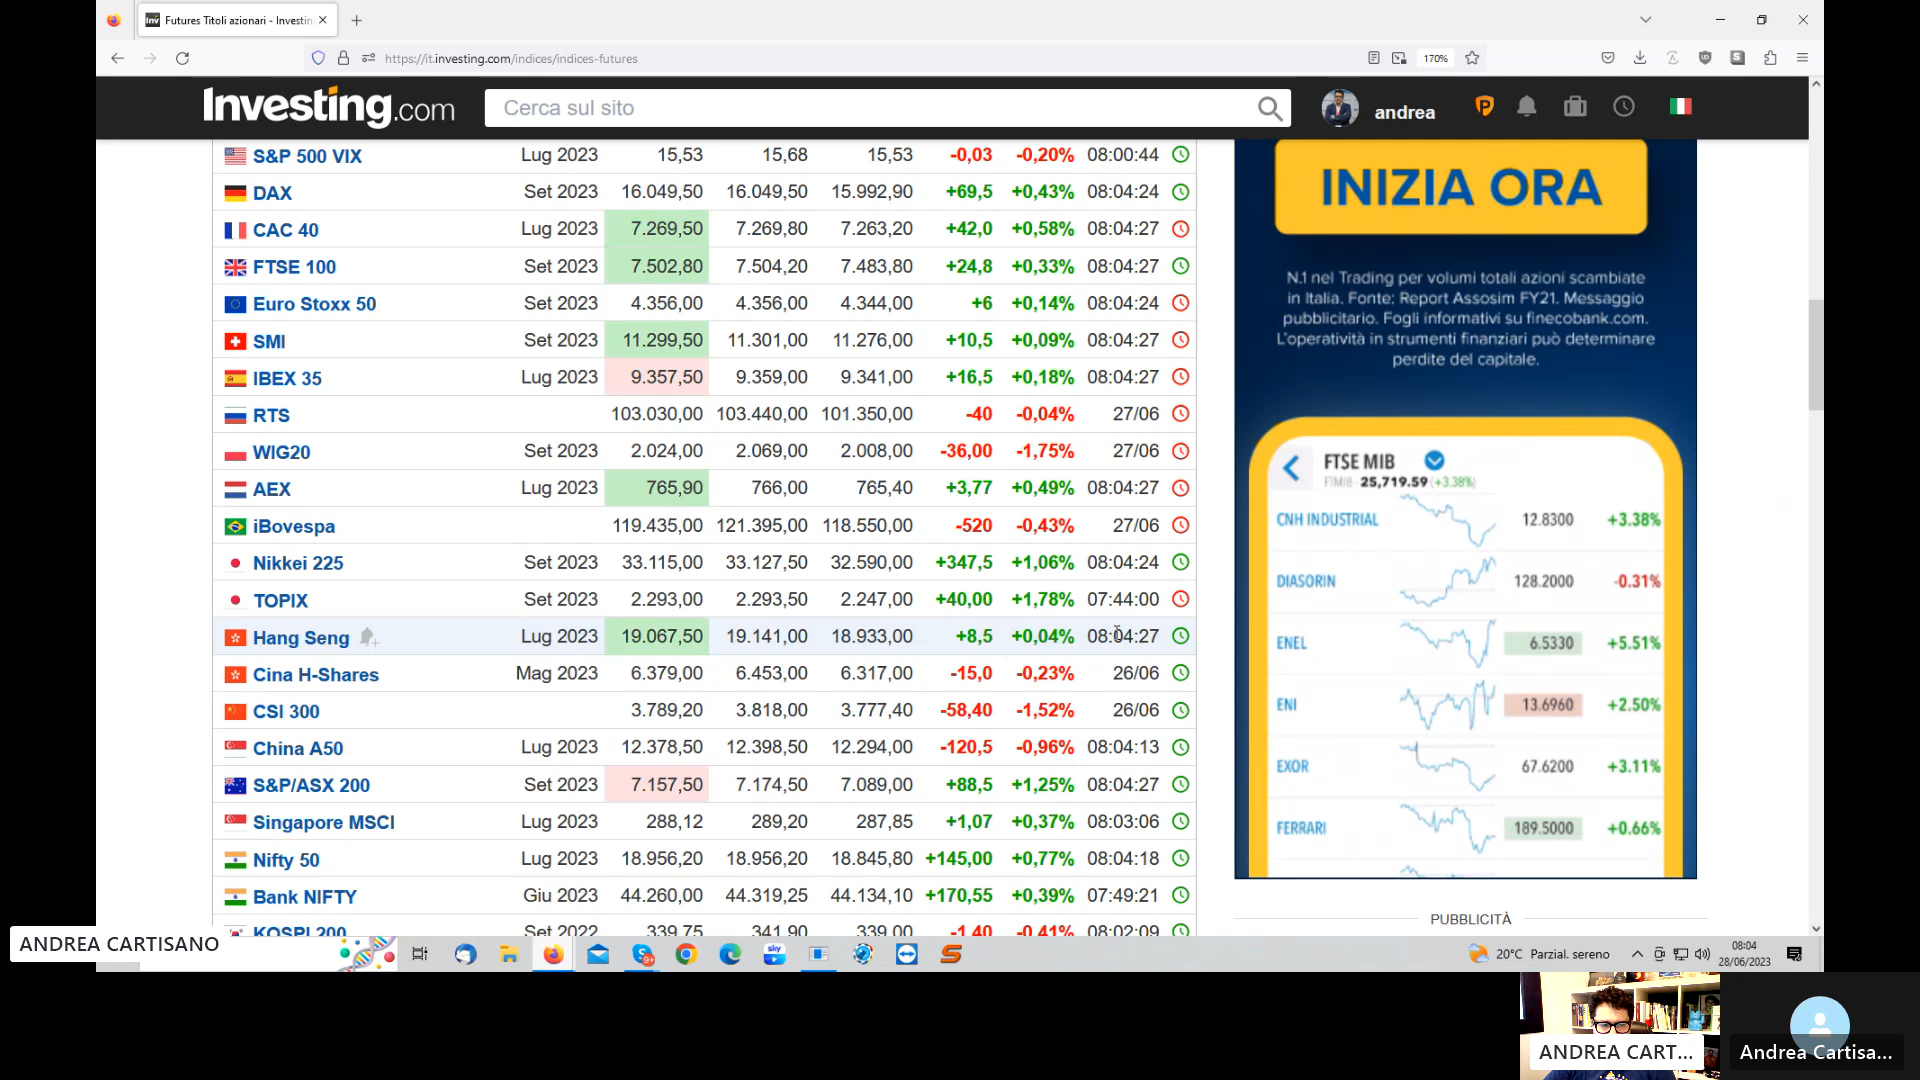 Futures Titoli azionari - Investin
https://it.investing.com/indices/indices-futures
170%
Investing.com
Cerca sul sito
andrea
S&P 500 VIX Lug 2023 15,53 15,68 15,53 -0,03 -0,20% 08:00:44
DAX Set 2023 16.049,50 16.049,50 15.992,90 +69,5 +0,43% 08:04:24
CAC 40 Lug 2023 7.269,50 7.269,80 7.263,20 +42,0 +0,58% 08:04:27
FTSE 100 Set 2023 7.502,80 7.504,20 7.483,80 +24,8 +0,33% 08:04:27
Euro Stoxx 50 Set 2023 4.356,00 4.356,00 4.344,00 +6 +0,14% 08:04:24
SMI Set 2023 11.299,50 11.301,00 11.276,00 +10,5 +0,09% 08:04:27
IBEX 35 Lug 2023 9.357,50 9.359,00 9.341,00 +16,5 +0,18% 08:04:27
RTS 103.030,00 103.440,00 101.350,00 -40 -0,04% 27/06
WIG20 Set 2023 2.024,00 2.069,00 2.008,00 -36,00 -1,75% 27/06
AEX Lug 2023 765,90 766,00 765,40 +3,77 +0,49% 08:04:27
iBovespa 119.435,00 121.395,00 118.550,00 -520 -0,43% 27/06
Nikkei 225 Set 2023 33.115,00 33.127,50 32.590,00 +347,5 +1,06% 08:04:24
TOPIX Set 2023 2.293,00 2.293,50 2.247,00 +40,00 +1,78% 07:44:00
Hang Seng Lug 2023 19.067,50 19.141,00 18.933,00 +8,5 +0,04% 08:04:27
Cina H-Shares Mag 2023 6.379,00 6.453,00 6.317,00 -15,0 -0,23% 26/06
CSI 300 3.789,20 3.818,00 3.777,40 -58,40 -1,52% 26/06
China A50 Lug 2023 12.378,50 12.398,50 12.294,00 -120,5 -0,96% 08:04:13
S&P/ASX 200 Set 2023 7.157,50 7.174,50 7.089,00 +88,5 +1,25% 08:04:27
Singapore MSCI Lug 2023 288,12 289,20 287,85 +1,07 +0,37% 08:03:06
Nifty 50 Lug 2023 18.956,20 18.956,20 18.845,80 +145,00 +0,77% 08:04:18
Bank NIFTY Giu 2023 44.260,00 44.319,25 44.134,10 +170,55 +0,39% 07:49:21
KOSPI 200 Set 2022 339,75 341,90 339,00 -1,40 -0,41% 08:02:09
INIZIA ORA
N.1 nel Trading per volumi totali azioni scambiate
in Italia. Fonte: Report Assosim FY21. Messaggio
pubblicitario. Fogli informativi su finecobank.com.
L'operatività in strumenti finanziari può determinare
perdite del capitale.
FTSE MIB
FTMIB - 25,719.59 (+3.38%)
CNH INDUSTRIAL 12.8300 +3.38%
DIASORIN 128.2000 -0.31%
ENEL 6.5330 +5.51%
ENI 13.6960 +2.50%
EXOR 67.6200 +3.11%
FERRARI 189.5000 +0.66%
PUBBLICITÀ
ANDREA CARTISANO
sky
20°C Parzial. sereno
08:04
28/06/2023
ANDREA CART...
Andrea Cartisa...